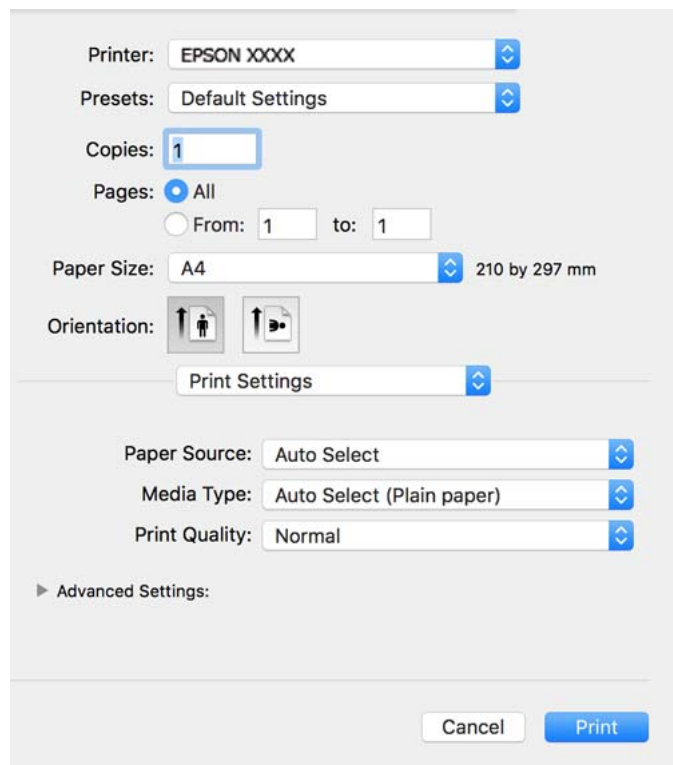 Printer: EPSON XXXX
Presets: Default Settings
Copies: 1
Pages: All
From: 1 to: 1
Paper Size: A4 210 by 297 mm
Orientation:
Print Settings
Paper Source: Auto Select
Media Type: Auto Select (Plain paper)
Print Quality: Normal
Advanced Settings:
Cancel Print